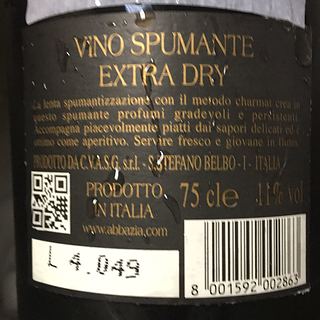 VINO SPUMANTE
EXTRA DRY
La lenta spumantizzazione con il metodo charmat crea in
questo spumante profumi gradevoli e persistenti.
Accompagna piacevolmente piatti dai sapori delicati ed è
ottimo come aperitivo. Servire fresco e giovane in flute.
PRODOTTO DA C.V.A.S.G. s.r.l. - S.STEFANO BELBO - I - ITALIA
PRODOTTO
IN ITALIA
75 cl e 11% vol
www.abbazia.com
L 4.049
8 001592 002863